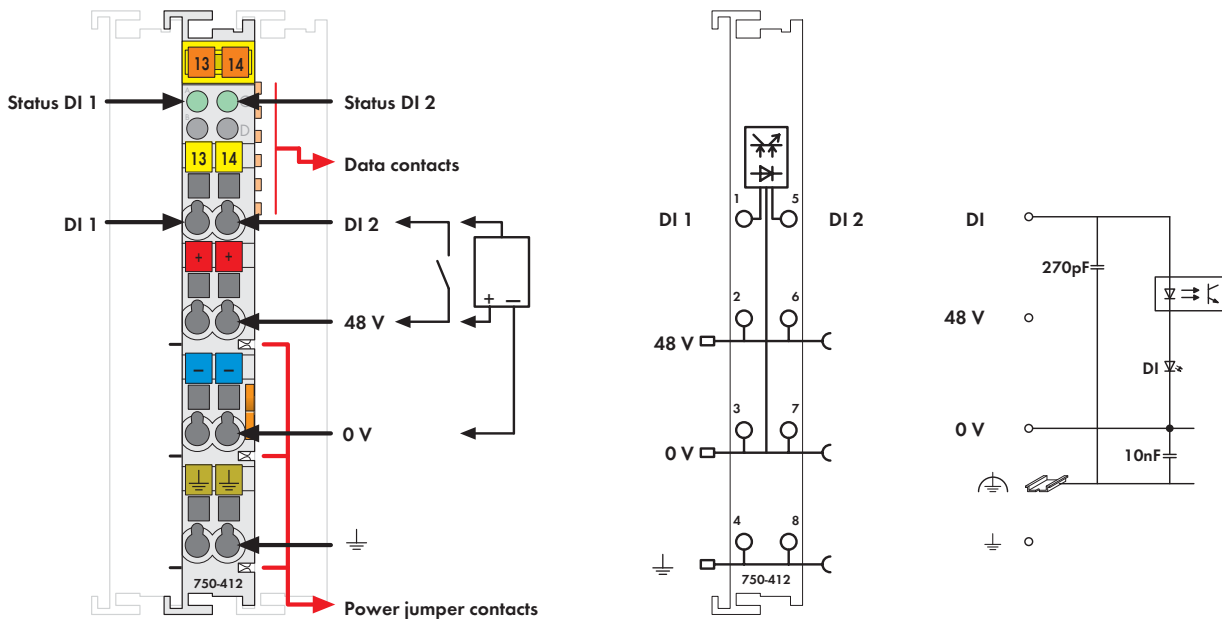 13 14
A C
Status DI 1
Status DI 2
B D
13 14
Data contacts
DI 1
DI 2
+ +
+ −
48 V
− −
0 V
750-412
Power jumper contacts
1 5
DI 1
DI 2
2 6
48 V
3 7
0 V
4 8
750-412
DI
270pF
48 V
DI
0 V
10nF